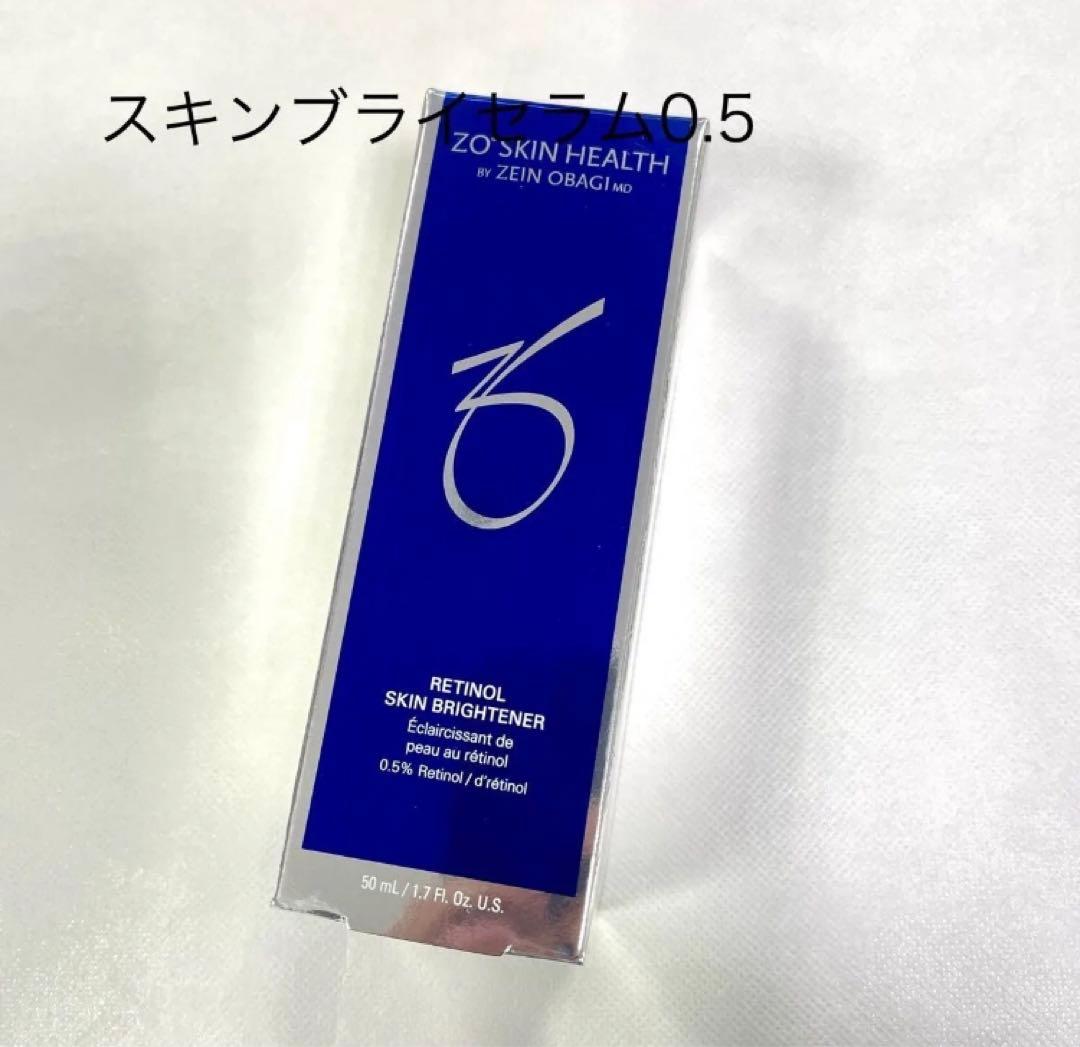 スキンブライセラム0.5
ZO® SKIN HEALTH
BY ZEIN OBAGI MD
RETINOL
SKIN BRIGHTENER
Éclaircissant de
peau au rétinol
0.5% Retinol / d'rétinol
50 mL / 1.7 Fl. Oz. U.S.